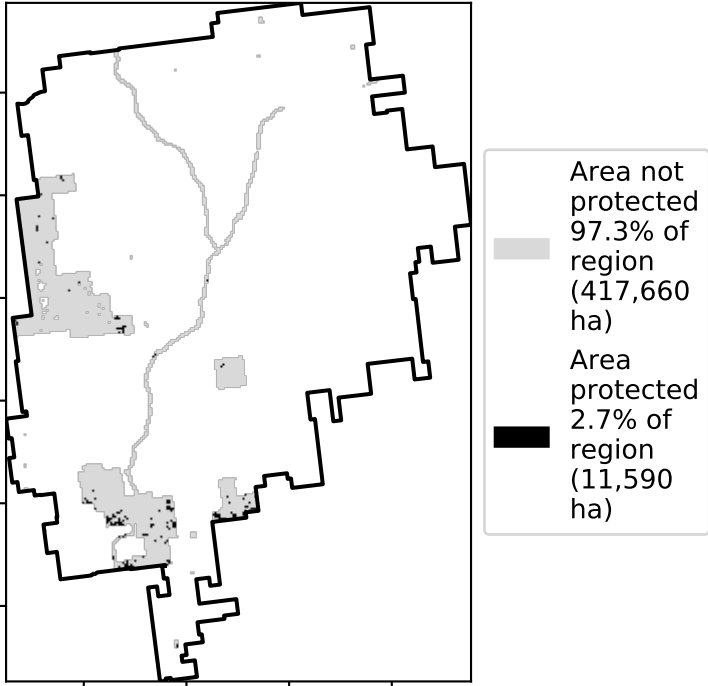 Area not
protected
97.3% of
region
(417,660
ha)
Area
protected
2.7% of
region
(11,590
ha)